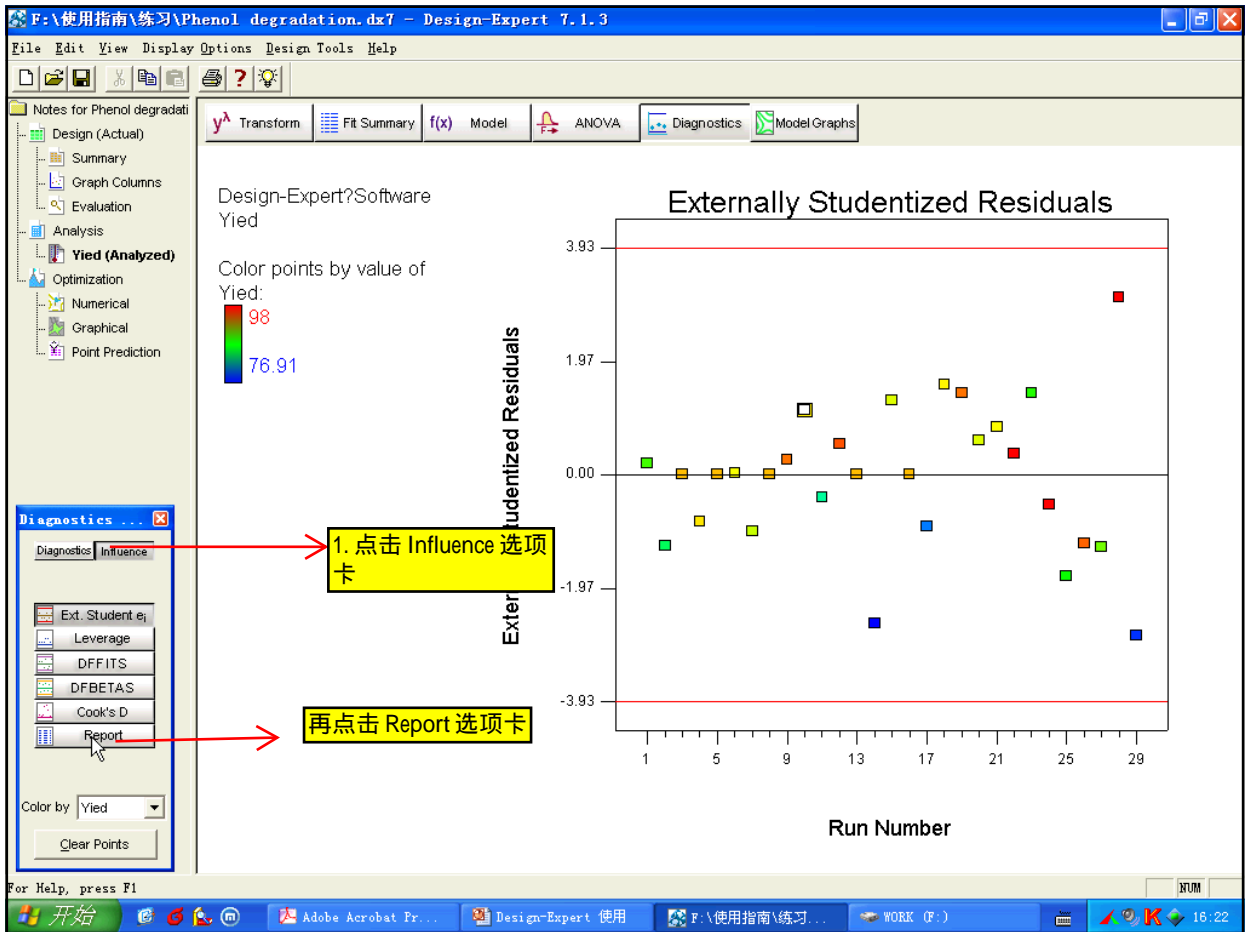 F:\使用指南\练习\Phenol degradation.dx7 - Design-Expert 7.1.3
File Edit View Display Options Design Tools Help
Notes for Phenol degradati
Design (Actual)
Summary
Graph Columns
Evaluation
Analysis
Yied (Analyzed)
Optimization
Numerical
Graphical
Point Prediction
yλ Transform
Fit Summary
f(x) Model
ANOVA
Diagnostics
Model Graphs
Design-Expert?Software
Yied
Color points by value of
Yied:
98
76.91
Externally Studentized Residuals
3.93
1.97
0.00
-1.97
-3.93
1 5 9 13 17 21 25 29
Run Number
Diagnostics ...
Diagnostics Influence
Ext. Student ei
Leverage
DFFITS
DFBETAS
Cook's D
Report
Color by Yied
Clear Points
1. 点击 Influence 选项
卡
再点击 Report 选项卡
For Help, press F1
NUM
开始
Adobe Acrobat Pr...
Design-Expert 使用
F:\使用指南\练习...
WORK (F:)
16:22